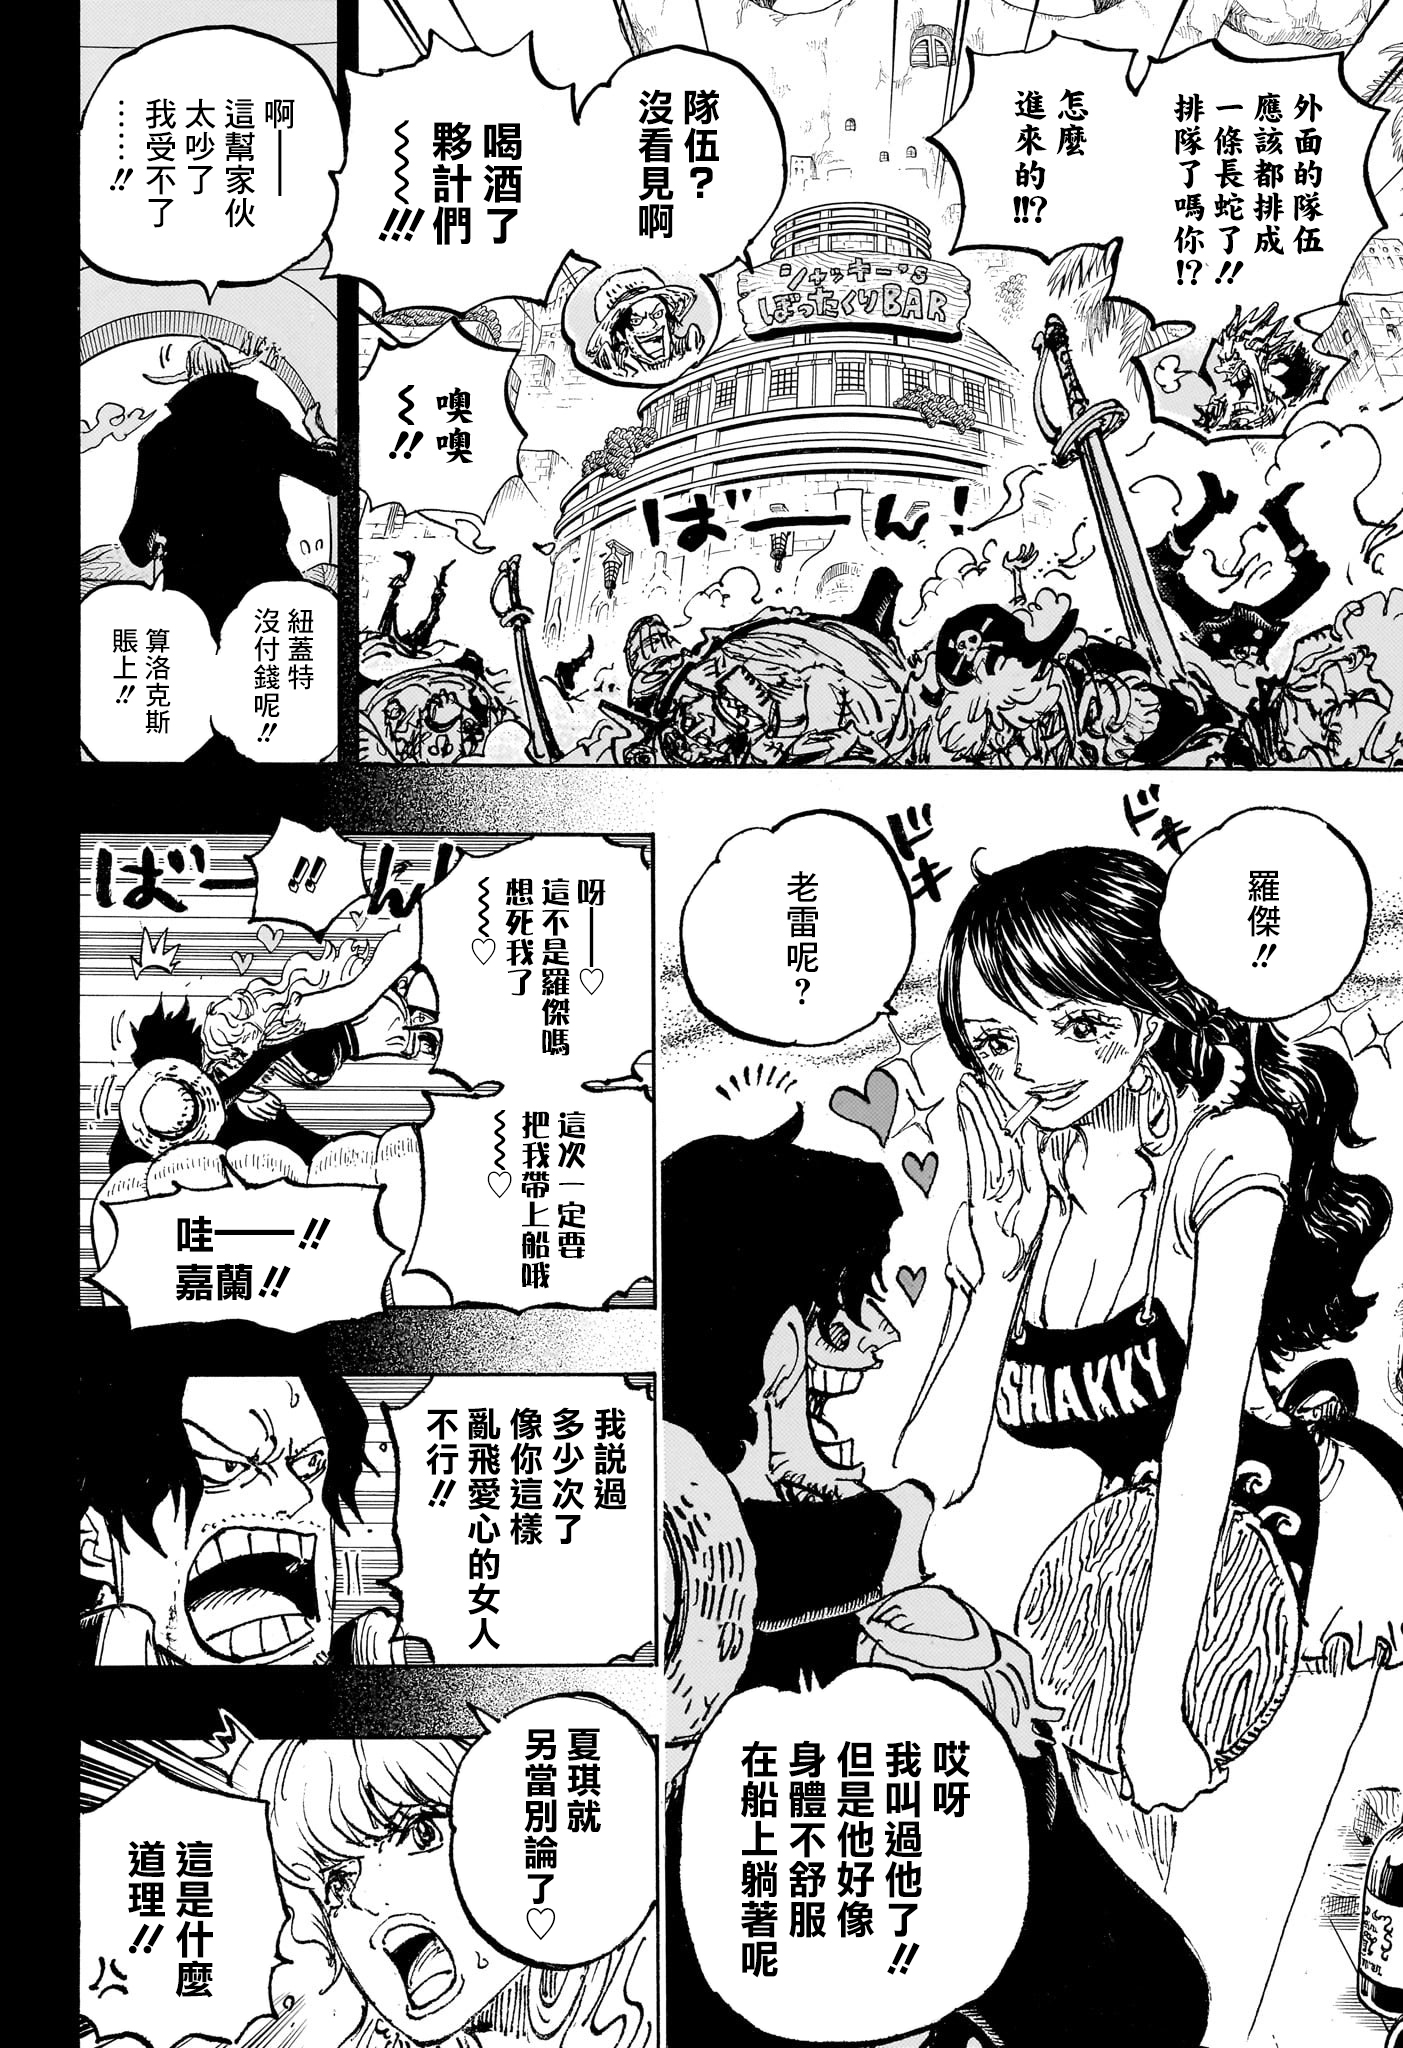 外面的隊伍
應該都排成
一條長蛇了!!
排隊了嗎你!?
怎麼
進來的!!?
隊伍？
沒看見啊
喝酒了
夥計們
～～!!!
シャッキー'S
ぼったくりBAR
噢噢
～!!
ばーん!
啊——
這幫家伙
太吵了
我受不了
……!!
紐蓋特
沒付錢呢!!
算洛克斯
賬上!!
羅傑!!
ドキ
ドキ
老雷呢？
SHAKKY
哎呀
我叫過他了!!
但是他好像
身體不舒服
在船上躺著呢
呀——♡
這不是羅傑嗎
想死我了
～～♡
這次一定要
把我帶上船哦
～～♡
!!
ばーん!
哇——!!
嘉蘭!!
我説過
多少次了
像你這樣
亂飛愛心的女人
不行!!
夏琪就
另當別論了♡
這是什麼
道理!!